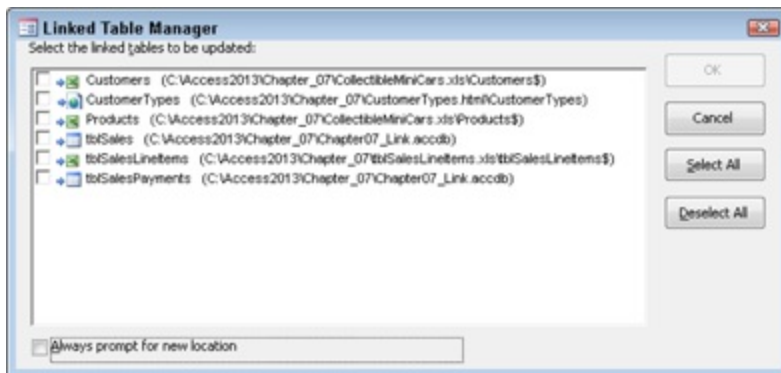 Linked Table Manager
Select the linked tables to be updated:
Customers (C:\Access2013\Chapter_07\CollectibleMiniCars.xls\Customers$)
CustomerTypes (C:\Access2013\Chapter_07\CustomerTypes.html\CustomerTypes)
Products (C:\Access2013\Chapter_07\CollectibleMiniCars.xls\Products$)
tblSales (C:\Access2013\Chapter_07\Chapter07_Link.accdb)
tblSalesLineItems (C:\Access2013\Chapter_07\tblSalesLineItems.xls\tblSalesLineItems$)
tblSalesPayments (C:\Access2013\Chapter_07\Chapter07_Link.accdb)
OK
Cancel
Select All
Deselect All
Always prompt for new location